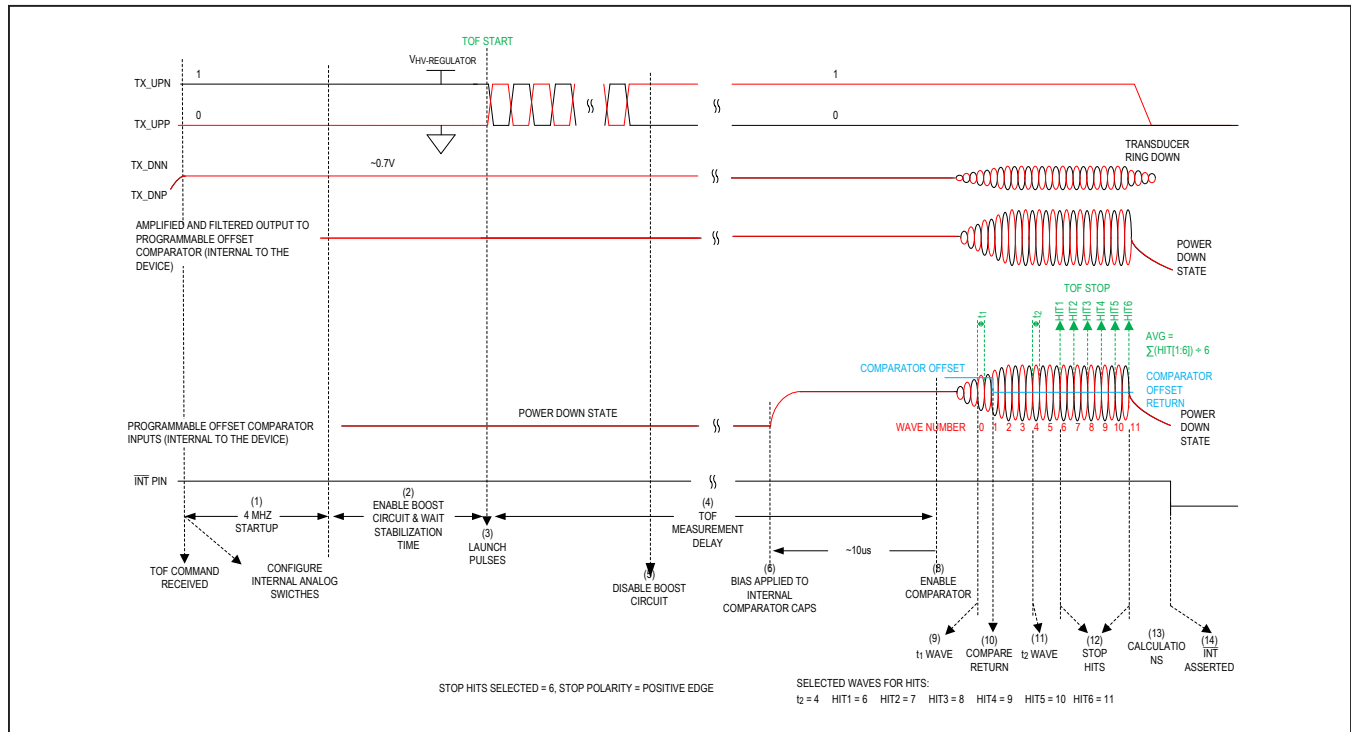 TOF START
VHV-REGULATOR
TX_UPN
1
1
TX_UPP
0
0
TX_DNN
~0.7V
TX_DNP
TRANSDUCER
RING DOWN
AMPLIFIED AND FILTERED OUTPUT TO
PROGRAMMABLE OFFSET
COMPARATOR (INTERNAL TO THE
DEVICE)
POWER
DOWN
STATE
TOF STOP
t1
t2
HIT1
HIT2
HIT3
HIT4
HIT5
HIT6
AVG =
∑(HIT[1:6]) ÷ 6
COMPARATOR OFFSET
COMPARATOR
OFFSET
RETURN
POWER DOWN STATE
POWER
DOWN
STATE
PROGRAMMABLE OFFSET COMPARATOR
INPUTS (INTERNAL TO THE DEVICE)
WAVE NUMBER 0 1 2 3 4 5 6 7 8 9 10 11
INT PIN
(1)
4 MHZ
STARTUP
(2)
ENABLE BOOST
CIRCUIT & WAIT
STABILIZATION
TIME
(3)
LAUNCH
PULSES
(4)
TOF
MEASUREMENT
DELAY
~10us
TOF COMMAND
RECEIVED
CONFIGURE
INTERNAL ANALOG
SWICTHES
(5)
DISABLE BOOST
CIRCUIT
(6)
BIAS APPLIED TO
INTERNAL
COMPARATOR CAPS
(8)
ENABLE
COMPARATOR
(9)
t1 WAVE
(10)
COMPARE
RETURN
(11)
t2 WAVE
(12)
STOP
HITS
(13)
CALCULATIO
NS
(14)
INT
ASSERTED
STOP HITS SELECTED = 6, STOP POLARITY = POSITIVE EDGE
SELECTED WAVES FOR HITS:
t2 = 4 HIT1 = 6 HIT2 = 7 HIT3 = 8 HIT4 = 9 HIT5 = 10 HIT6 = 11